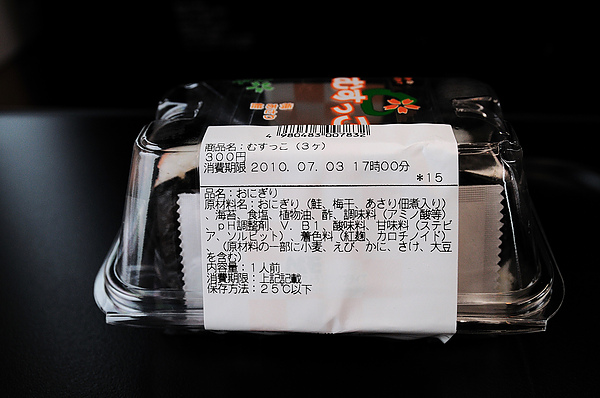 むすっこ
4 980483 007832
商品名：むすっこ（３ヶ）
３００円
消費期限 2010. 07. 03 17時00分
*15
品名：おにぎり
原材料名：おにぎり（鮭、梅干、あさり佃煮入り）
、海苔、食塩、植物油、酢、調味料（アミノ酸等）
、ｐＨ調整剤、Ｖ．Ｂ１、酸味料、甘味料（ステビ
ア、ソルビット）、着色料（紅麹、カロチノイド）
（原材料の一部に小麦、えび、かに、さけ、大豆
を含む）
内容量：１人前
消費期限：上記記載
保存方法：２５℃以下